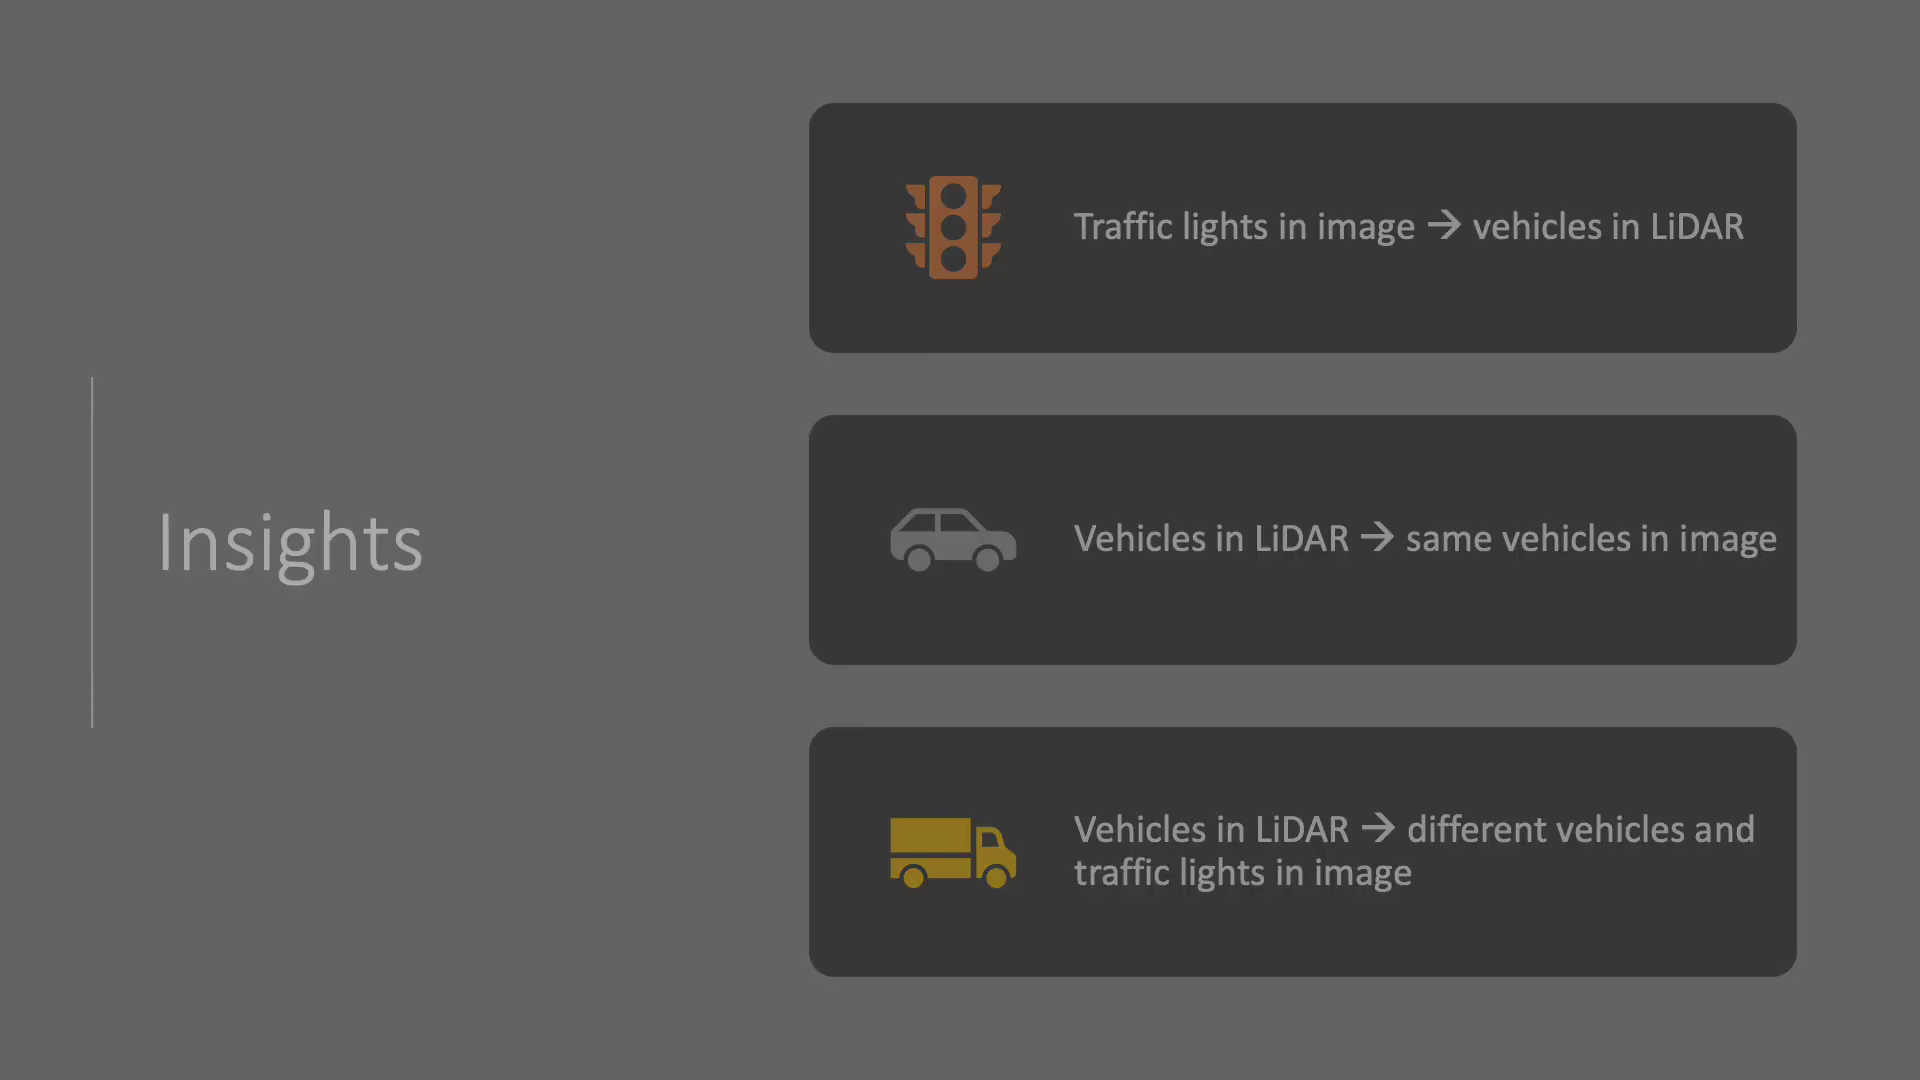 Insights
Traffic lights in image → vehicles in LiDAR
Vehicles in LiDAR → same vehicles in image
Vehicles in LiDAR → different vehicles and
traffic lights in image